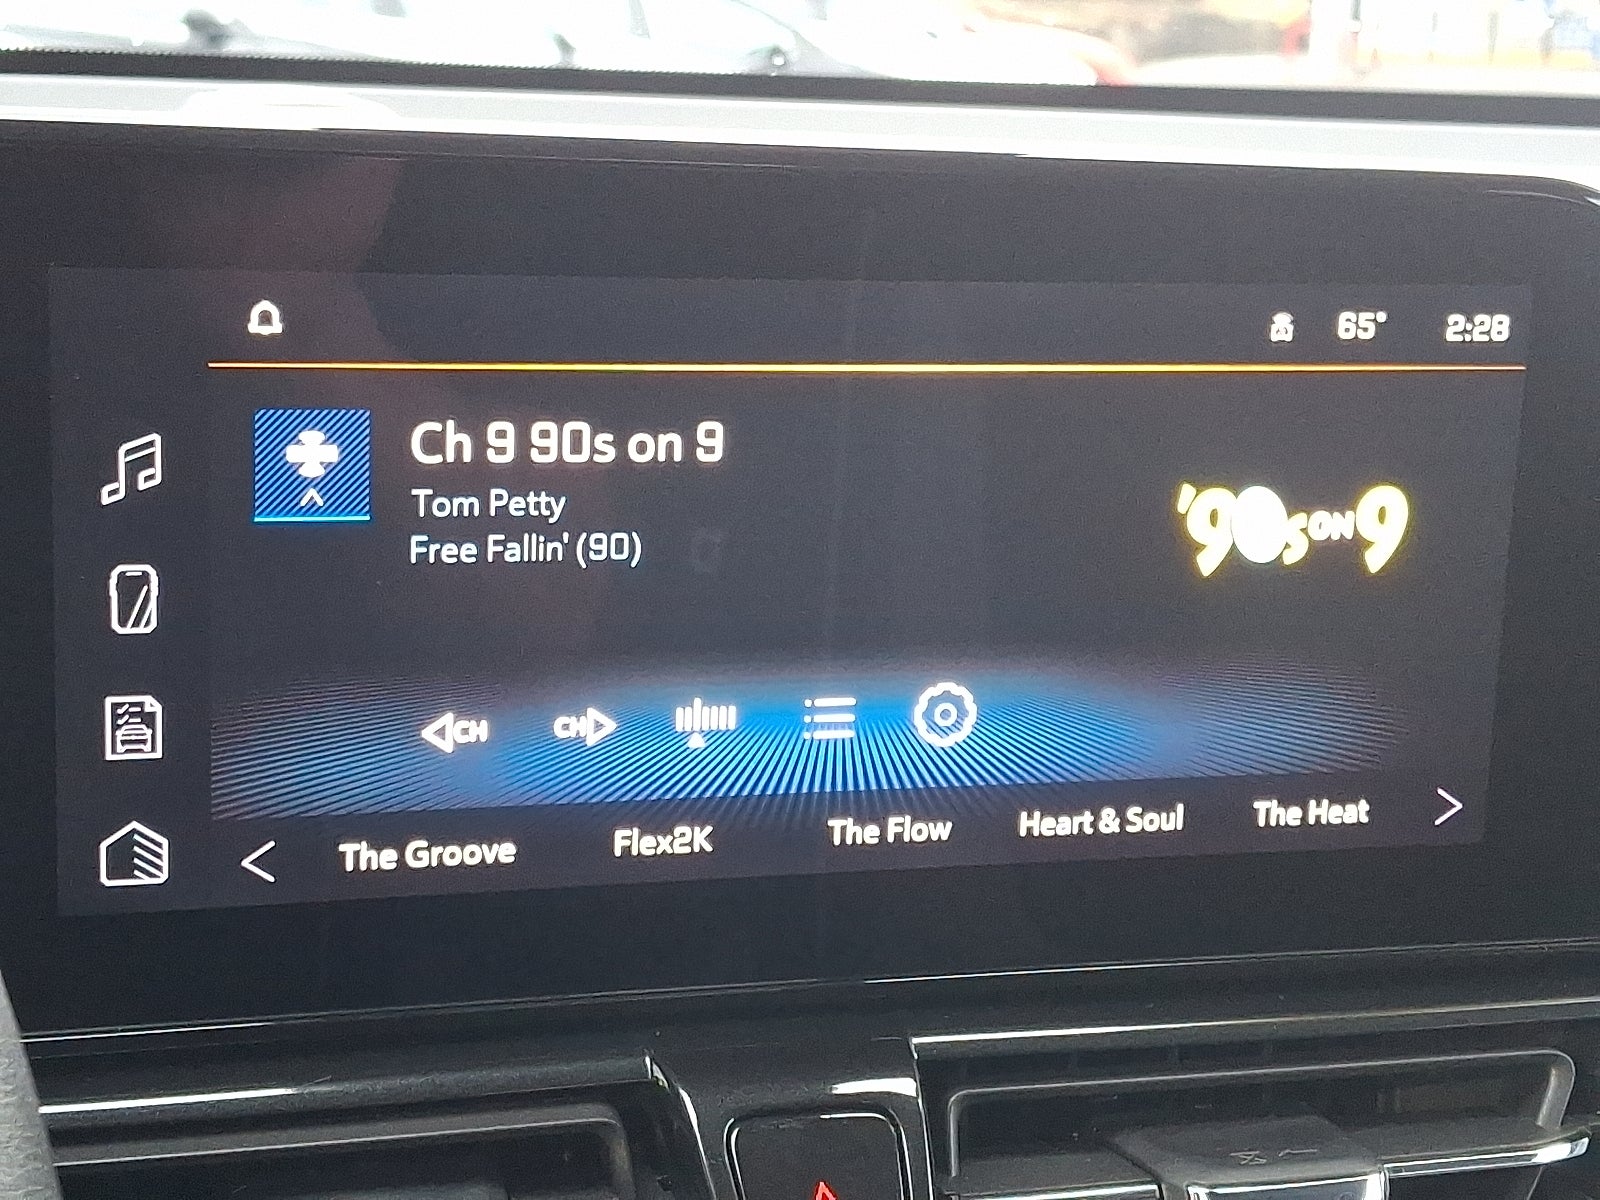 65° 2:28
Ch 9 90s on 9
Tom Petty
Free Fallin' (90)
'90s ON 9
CH CH
The Groove Flex2K The Flow Heart & Soul The Heat